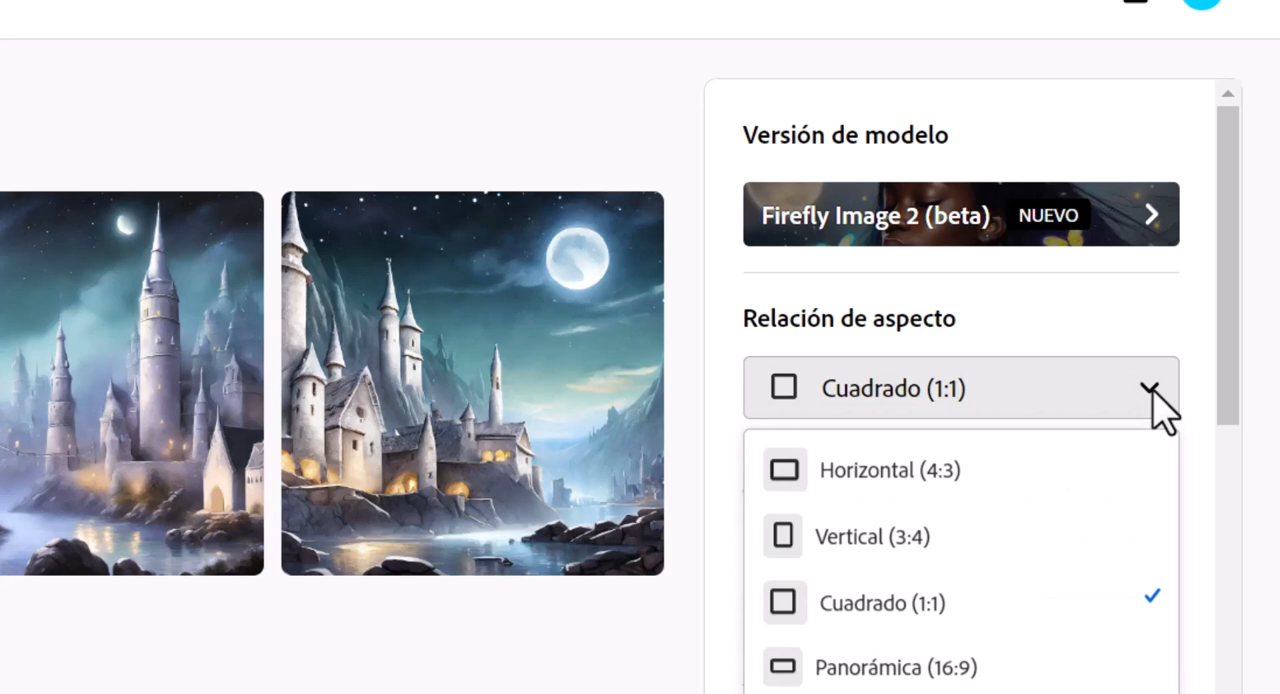 Versión de modelo
Firefly Image 2 (beta) NUEVO
Relación de aspecto
Cuadrado (1:1)
Horizontal (4:3)
Vertical (3:4)
Cuadrado (1:1)
Panorámica (16:9)